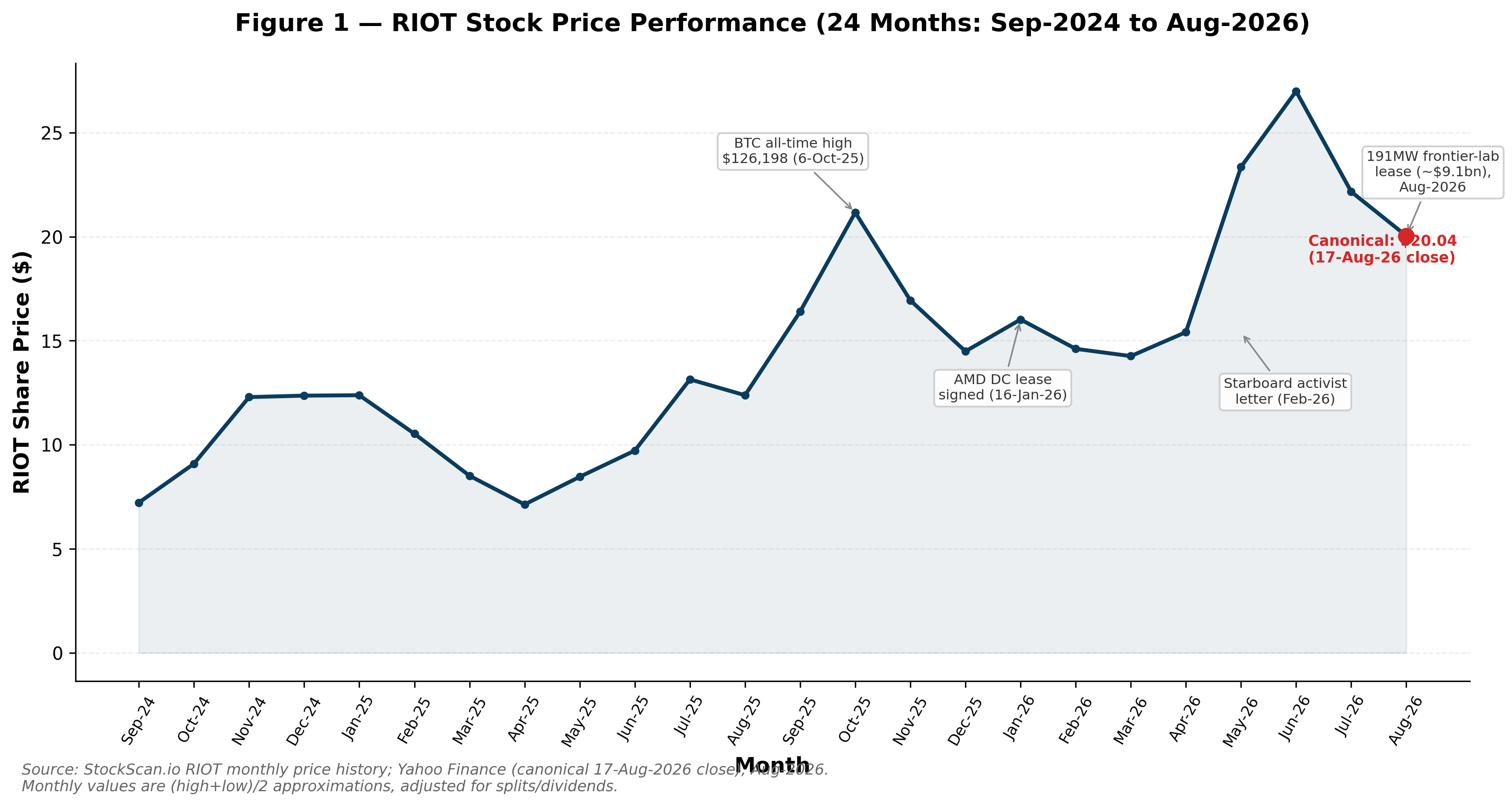 Figure 1 — RIOT Stock Price Performance (24 Months: Sep-2024 to Aug-2026)
RIOT Share Price ($)
25
20
15
10
5
0
BTC all-time high
$126,198 (6-Oct-25)
191MW frontier-lab
lease (~$9.1bn),
Aug-2026
Canonical: $20.04
(17-Aug-26 close)
AMD DC lease
signed (16-Jan-26)
Starboard activist
letter (Feb-26)
Sep-24
Oct-24
Nov-24
Dec-24
Jan-25
Feb-25
Mar-25
Apr-25
May-25
Jun-25
Jul-25
Aug-25
Sep-25
Oct-25
Nov-25
Dec-25
Jan-26
Feb-26
Mar-26
Apr-26
May-26
Jun-26
Jul-26
Aug-26
Month
Source: StockScan.io RIOT monthly price history; Yahoo Finance (canonical 17-Aug-2026 close), Aug-2026.
Monthly values are (high+low)/2 approximations, adjusted for splits/dividends.